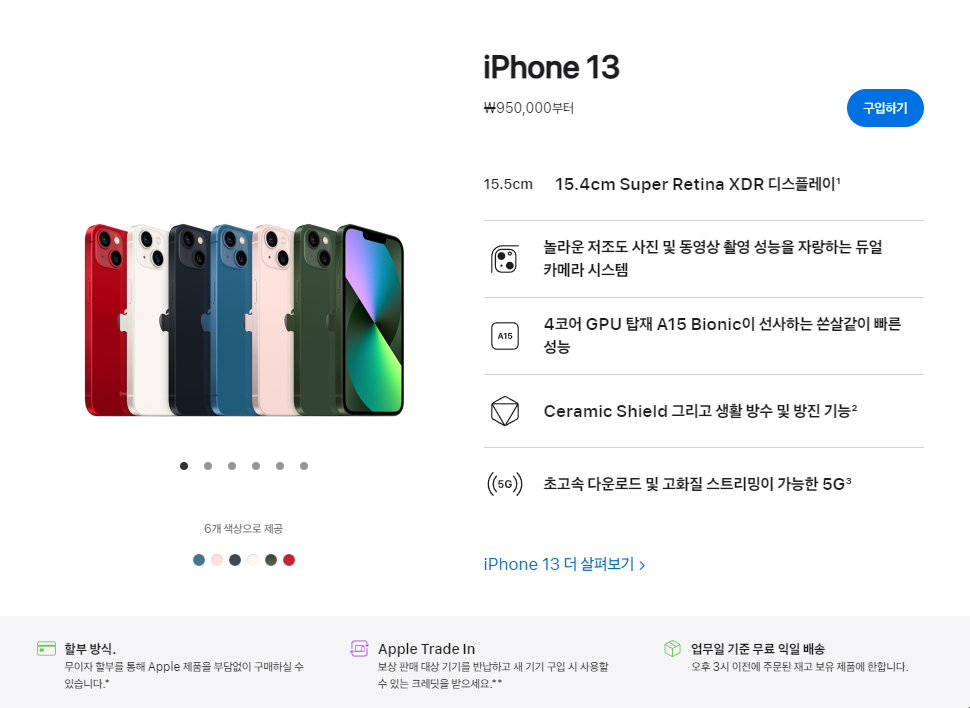 iPhone 13
₩950,000부터
구입하기
15.5cm
15.4cm Super Retina XDR 디스플레이¹
놀라운 저조도 사진 및 동영상 촬영 성능을 자랑하는 듀얼
카메라 시스템
A15
4코어 GPU 탑재 A15 Bionic이 선사하는 쏜살같이 빠른
성능
Ceramic Shield 그리고 생활 방수 및 방진 기능²
5G
초고속 다운로드 및 고화질 스트리밍이 가능한 5G³
6개 색상으로 제공
iPhone 13 더 살펴보기 >
할부 방식.
무이자 할부를 통해 Apple 제품을 부담없이 구매하실 수
있습니다.*
Apple Trade In
보상 판매 대상 기기를 반납하고 새 기기 구입 시 사용할
수 있는 크레딧을 받으세요.**
업무일 기준 무료 익일 배송
오후 3시 이전에 주문된 재고 보유 제품에 한합니다.